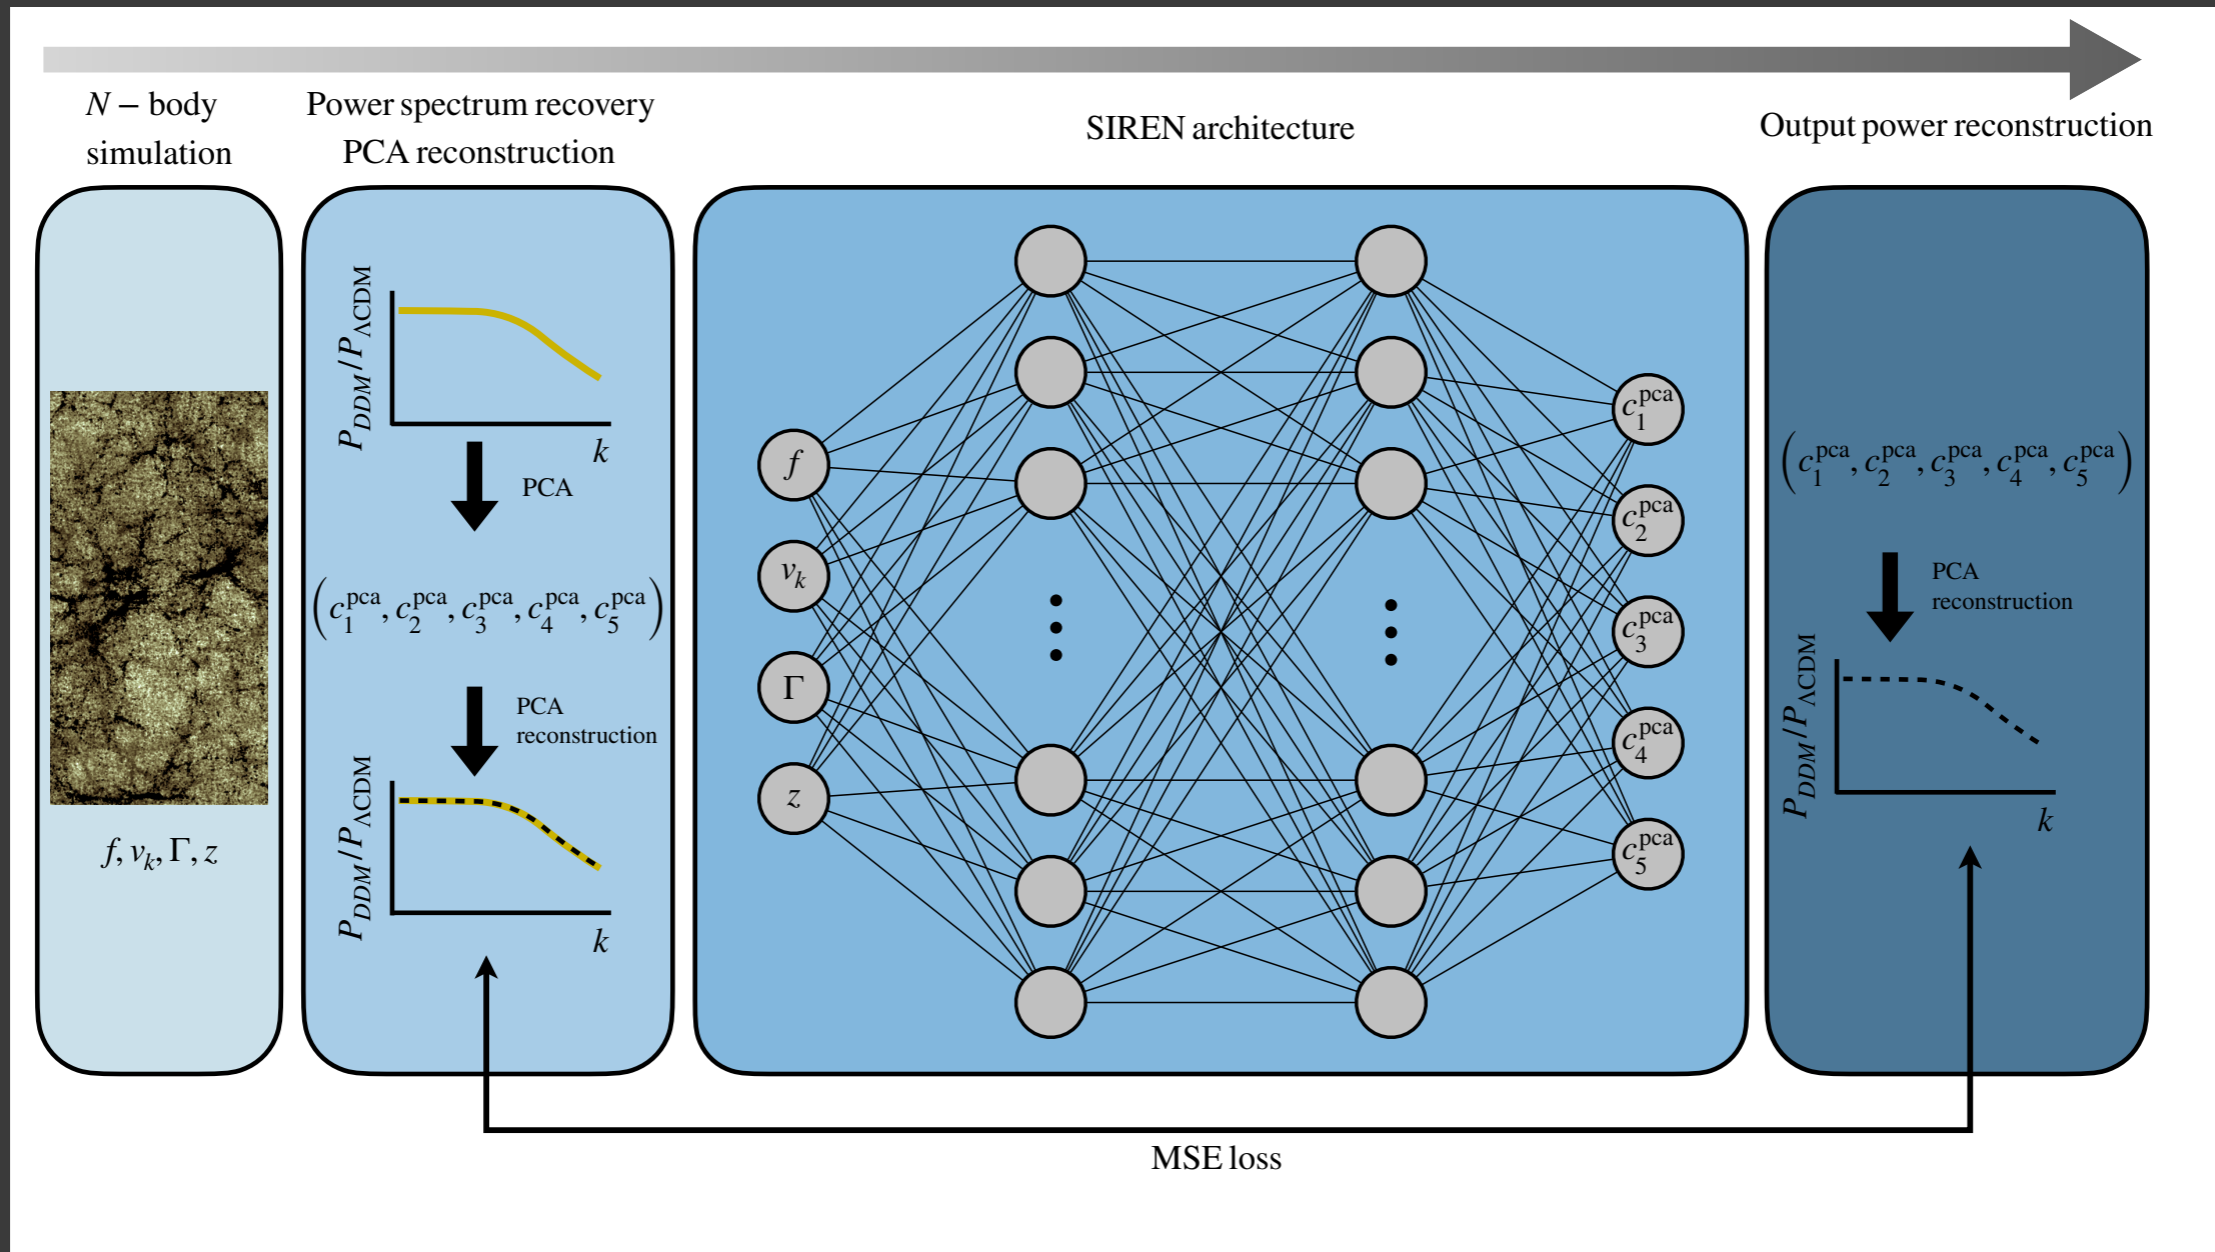 N – body
simulation
f, v_k, Γ, z
Power spectrum recovery
PCA reconstruction
P_DDM/P_ΛCDM
k
PCA
(c_1^pca, c_2^pca, c_3^pca, c_4^pca, c_5^pca)
PCA
reconstruction
P_DDM/P_ΛCDM
k
SIREN architecture
f
v_k
Γ
z
c_1^pca
c_2^pca
c_3^pca
c_4^pca
c_5^pca
Output power reconstruction
(c_1^pca, c_2^pca, c_3^pca, c_4^pca, c_5^pca)
PCA
reconstruction
P_DDM/P_ΛCDM
k
MSE loss